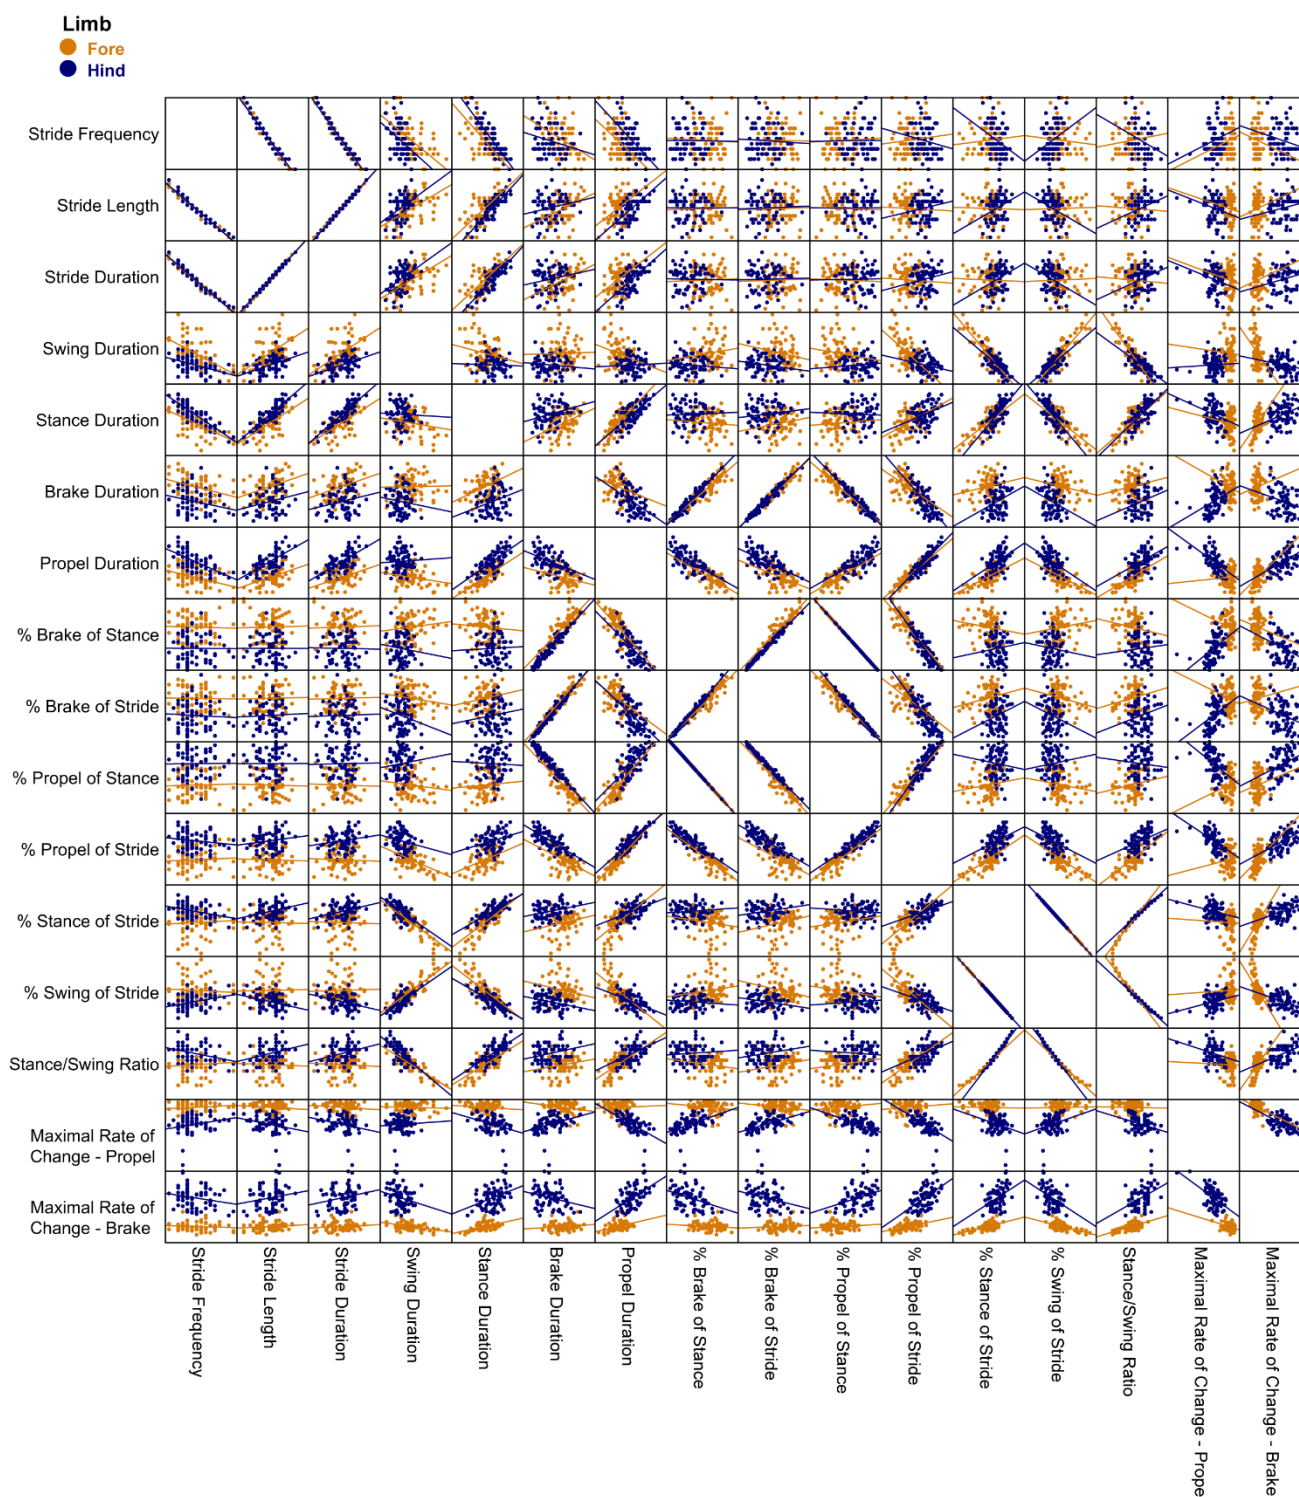 Limb
Fore
Hind
Stride Frequency
Stride Length
Stride Duration
Swing Duration
Stance Duration
Brake Duration
Propel Duration
% Brake of Stance
% Brake of Stride
% Propel of Stance
% Propel of Stride
% Stance of Stride
% Swing of Stride
Stance/Swing Ratio
Maximal Rate of
Change - Propel
Maximal Rate of
Change - Brake
Stride Frequency
Stride Length
Stride Duration
Swing Duration
Stance Duration
Brake Duration
Propel Duration
% Brake of Stance
% Brake of Stride
% Propel of Stance
% Propel of Stride
% Stance of Stride
% Swing of Stride
Stance/Swing Ratio
Maximal Rate of Change - Prope
Maximal Rate of Change - Brake